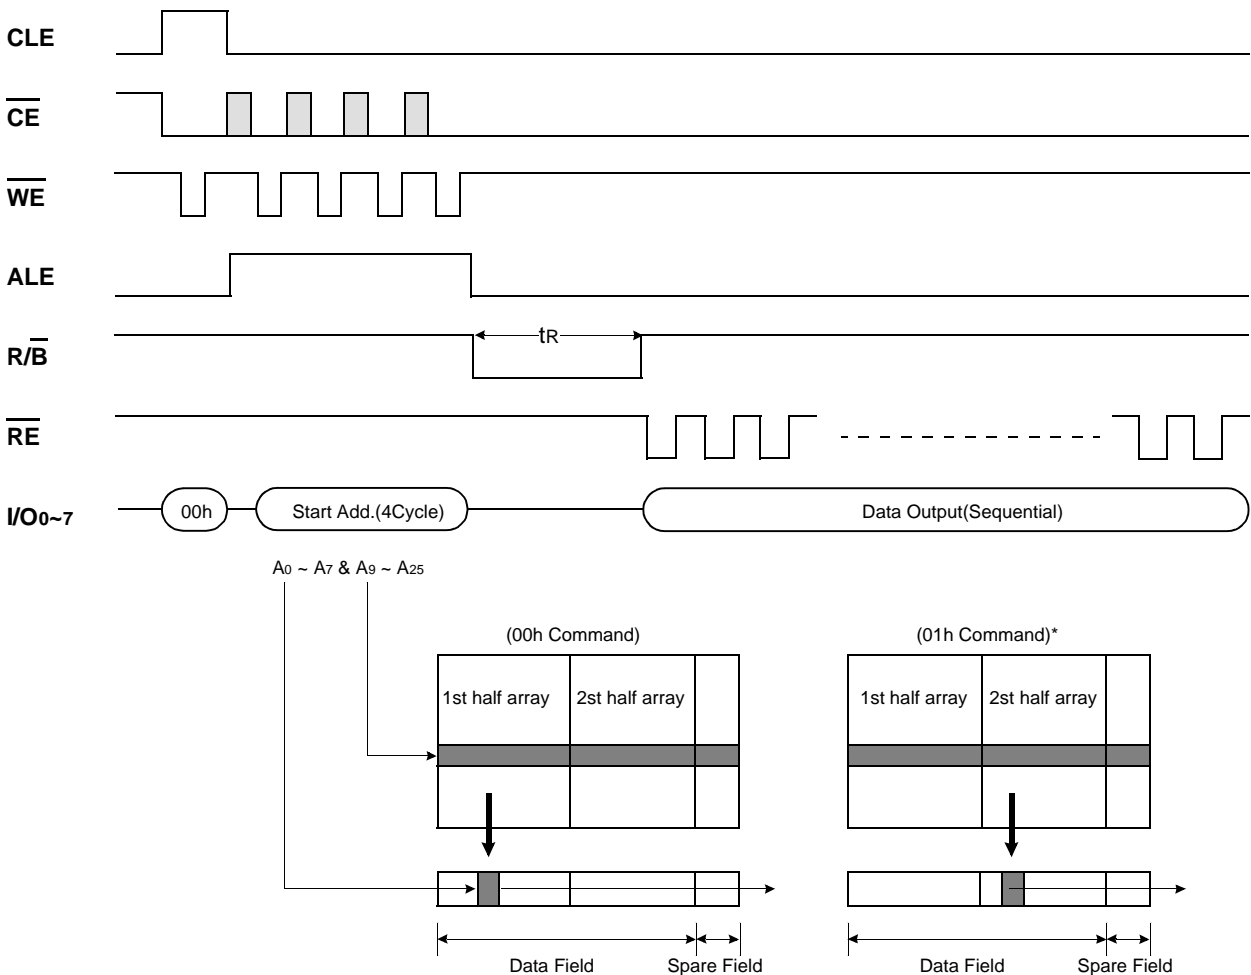 CLE
CE
WE
ALE
R/B
tR
RE
I/O0~7
00h
Start Add.(4Cycle)
Data Output(Sequential)
A0 ~ A7 & A9 ~ A25
(00h Command)
(01h Command)*
1st half array
2st half array
1st half array
2st half array
Data Field
Spare Field
Data Field
Spare Field